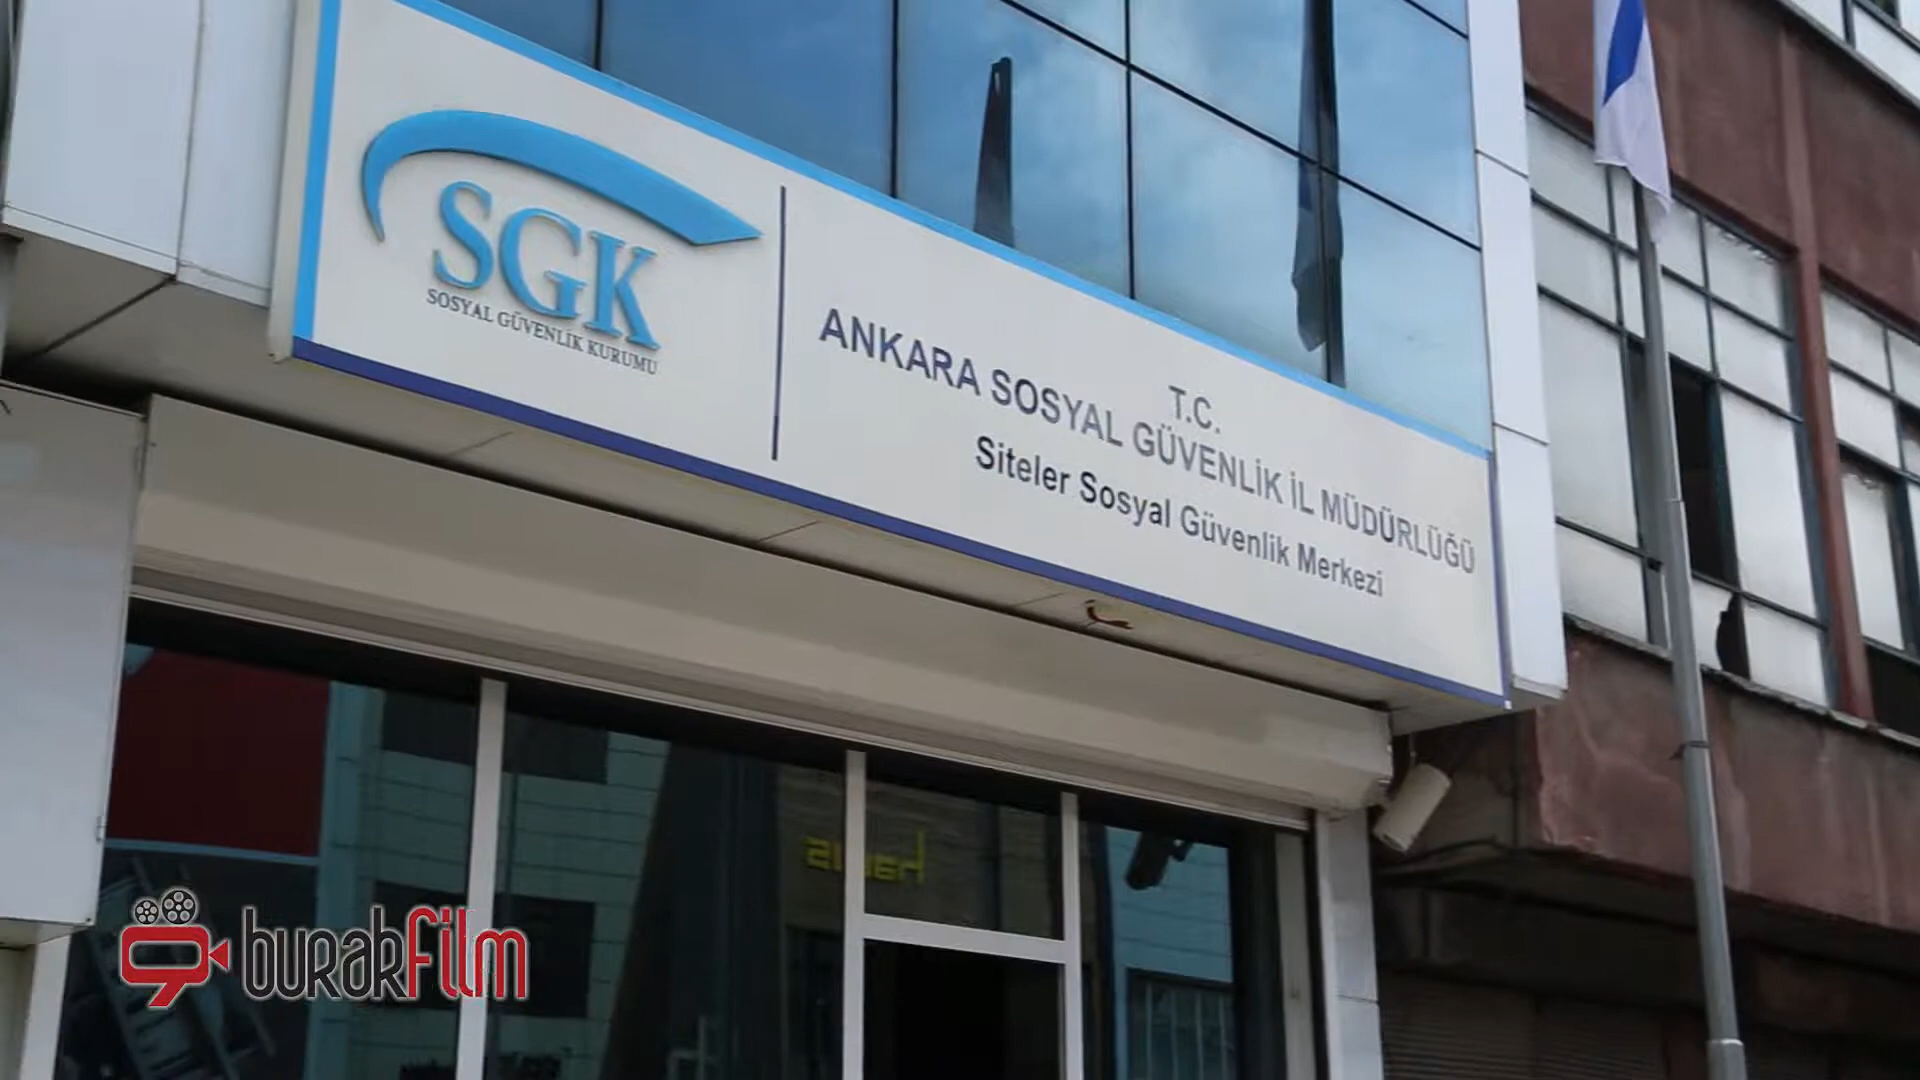 SGK
SOSYAL GÜVENLİK KURUMU
T.C.
ANKARA SOSYAL GÜVENLİK İL MÜDÜRLÜĞÜ
Siteler Sosyal Güvenlik Merkezi
burakfilm